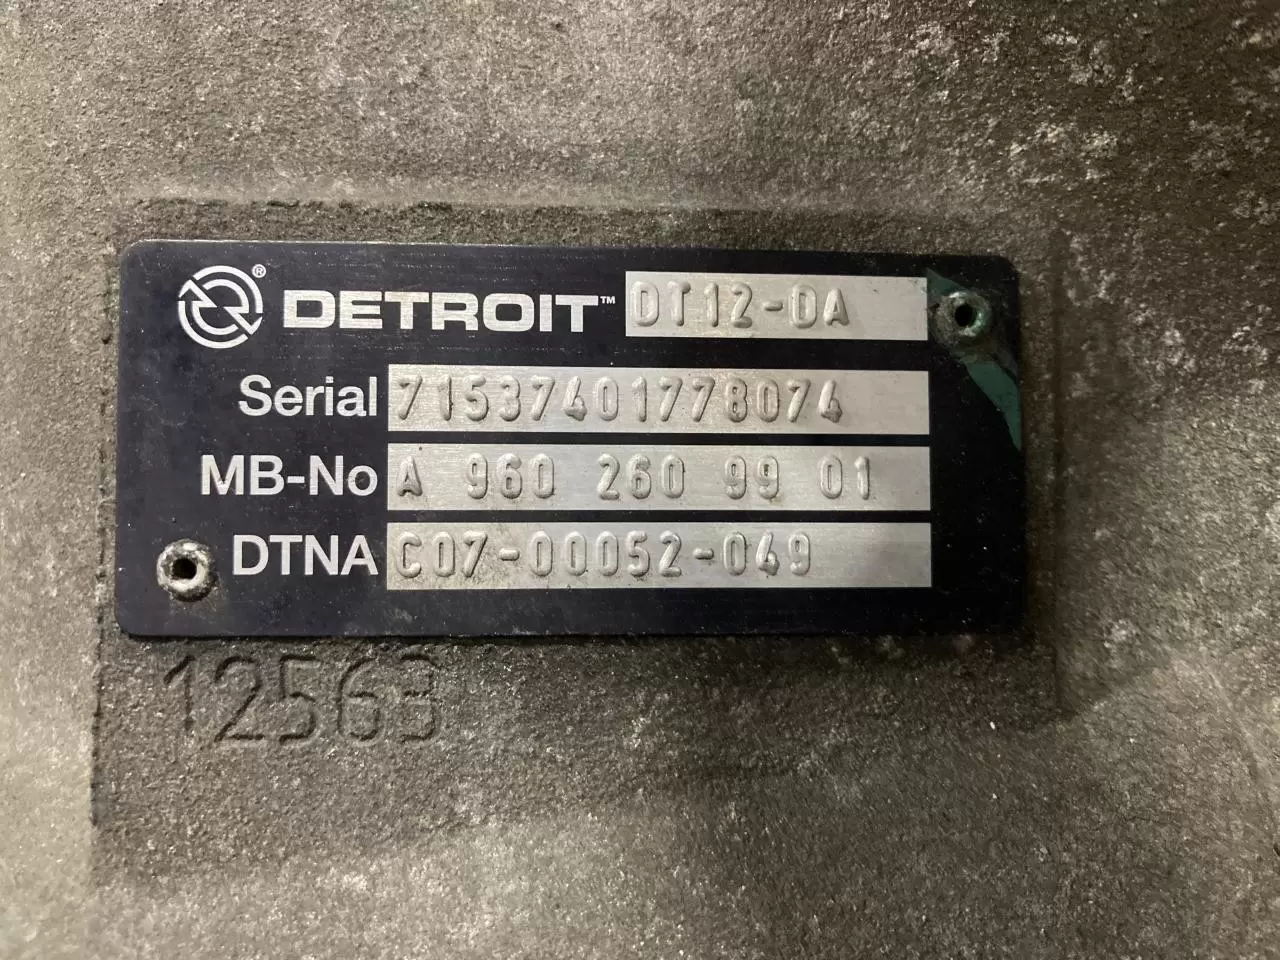 ® DETROIT™ DT12-DA
Serial 71537401778074
MB-No A 960 260 99 01
DTNA C07-00052-049
12563